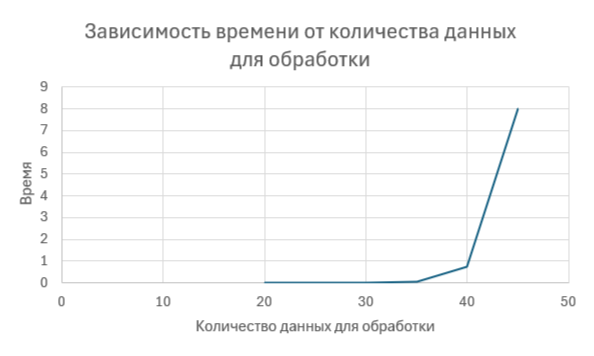 Зависимость времени от количества данных
для обработки
9
8
7
6
5
4
3
2
1
0
Время
0 10 20 30 40 50
Количество данных для обработки